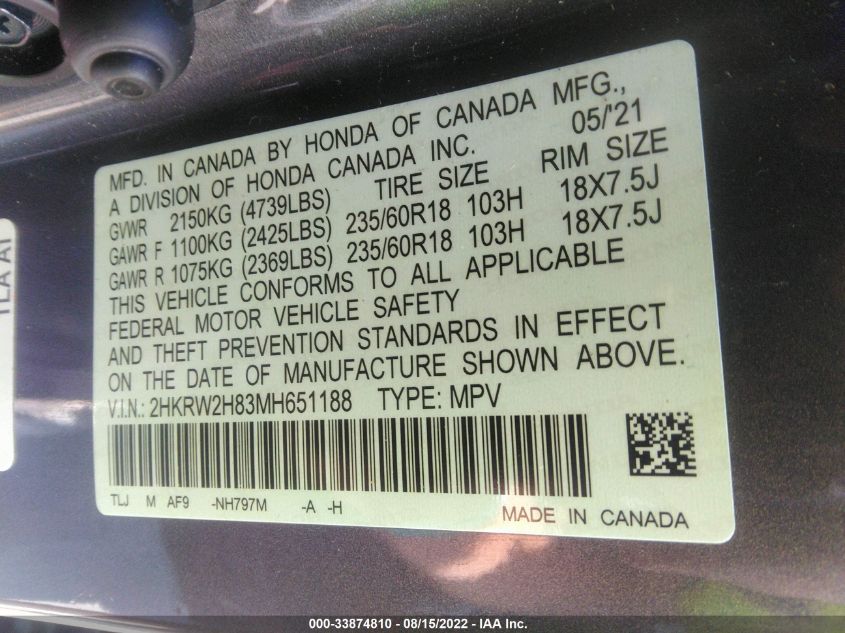 MFD. IN CANADA BY HONDA OF CANADA MFG.,
A DIVISION OF HONDA CANADA INC. 05/'21
GVWR 2150KG (4739LBS) TIRE SIZE RIM SIZE
GAWR F 1100KG (2425LBS) 235/60R18 103H 18X7.5J
GAWR R 1075KG (2369LBS) 235/60R18 103H 18X7.5J
THIS VEHICLE CONFORMS TO ALL APPLICABLE
FEDERAL MOTOR VEHICLE SAFETY
AND THEFT PREVENTION STANDARDS IN EFFECT
ON THE DATE OF MANUFACTURE SHOWN ABOVE.
V.I.N.: 2HKRW2H83MH651188 TYPE: MPV
TLJ M AF9 -NH797M -A -H
MADE IN CANADA
000-33874810 - 08/15/2022 - IAA Inc.